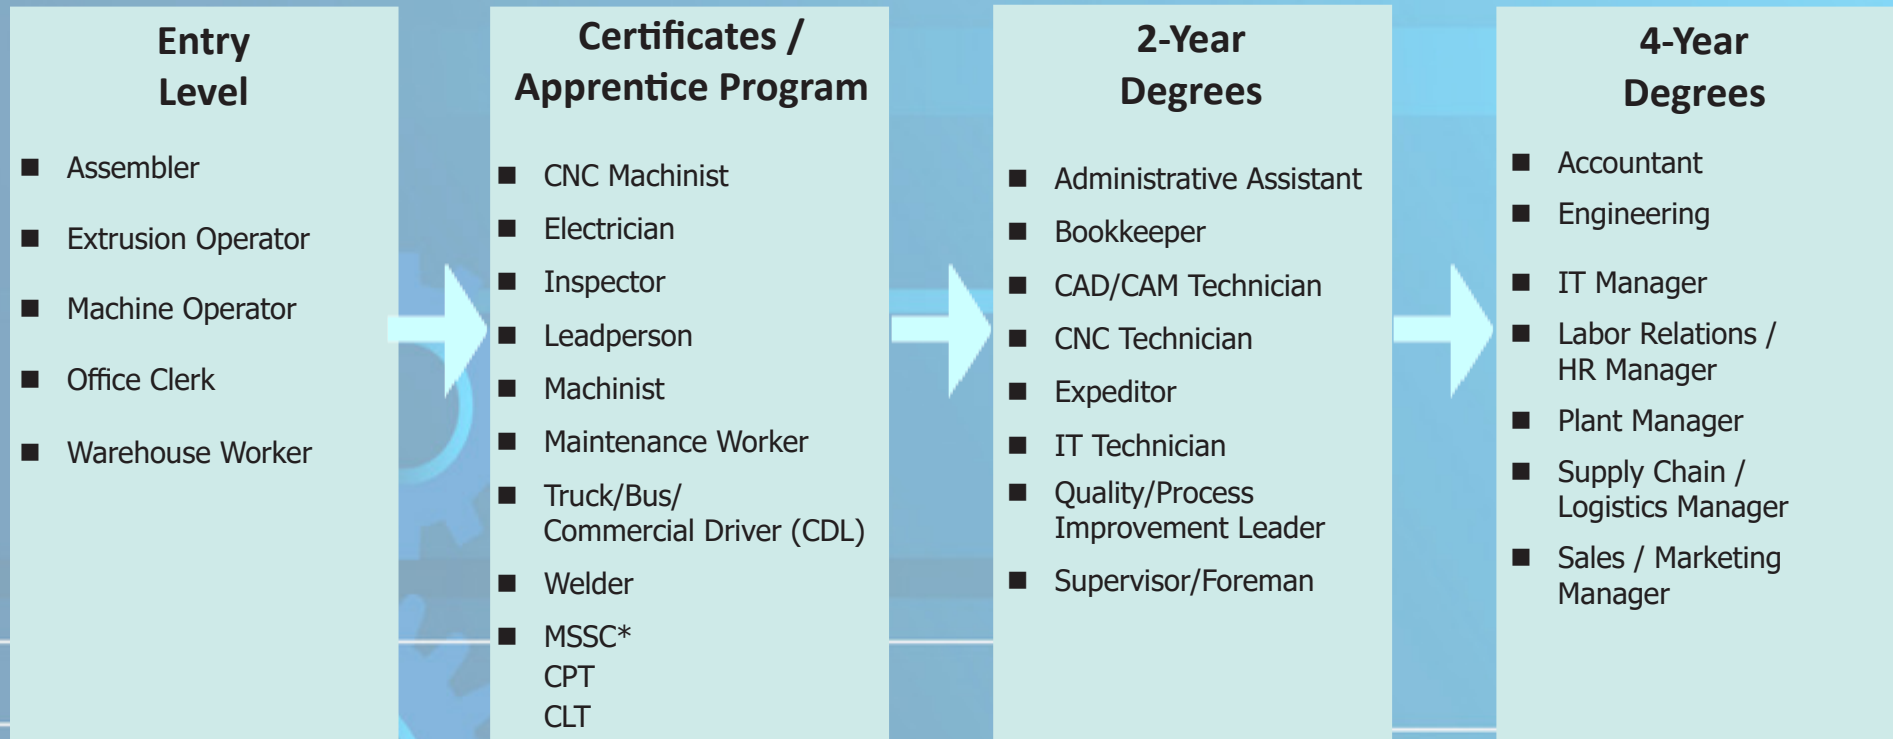 Entry
Level
■ Assembler
■ Extrusion Operator
■ Machine Operator
■ Office Clerk
■ Warehouse Worker
Certificates /
Apprentice Program
■ CNC Machinist
■ Electrician
■ Inspector
■ Leadperson
■ Machinist
■ Maintenance Worker
■ Truck/Bus/
Commercial Driver (CDL)
■ Welder
■ MSSC*
CPT
CLT
2-Year
Degrees
■ Administrative Assistant
■ Bookkeeper
■ CAD/CAM Technician
■ CNC Technician
■ Expeditor
■ IT Technician
■ Quality/Process
Improvement Leader
■ Supervisor/Foreman
4-Year
Degrees
■ Accountant
■ Engineering
■ IT Manager
■ Labor Relations /
HR Manager
■ Plant Manager
■ Supply Chain /
Logistics Manager
■ Sales / Marketing
Manager